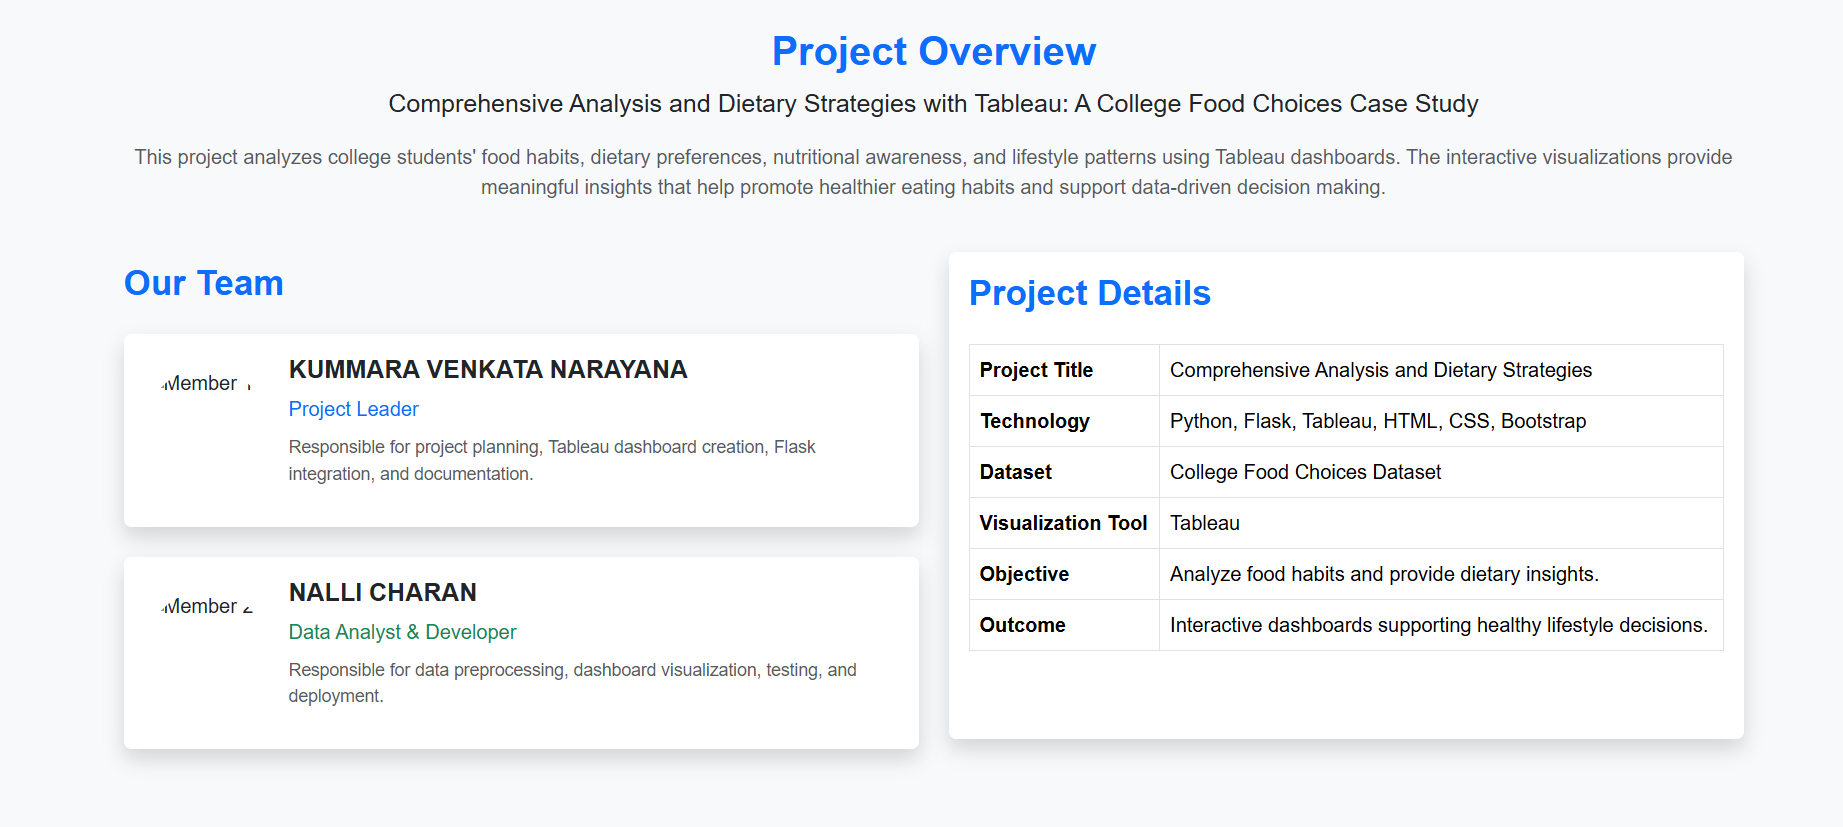 Project Overview
Comprehensive Analysis and Dietary Strategies with Tableau: A College Food Choices Case Study
This project analyzes college students' food habits, dietary preferences, nutritional awareness, and lifestyle patterns using Tableau dashboards. The interactive visualizations provide
meaningful insights that help promote healthier eating habits and support data-driven decision making.
Our Team
Member 1
KUMMARA VENKATA NARAYANA
Project Leader
Responsible for project planning, Tableau dashboard creation, Flask
integration, and documentation.
Member 2
NALLI CHARAN
Data Analyst & Developer
Responsible for data preprocessing, dashboard visualization, testing, and
deployment.
Project Details
Project Title Comprehensive Analysis and Dietary Strategies
Technology Python, Flask, Tableau, HTML, CSS, Bootstrap
Dataset College Food Choices Dataset
Visualization Tool Tableau
Objective Analyze food habits and provide dietary insights.
Outcome Interactive dashboards supporting healthy lifestyle decisions.